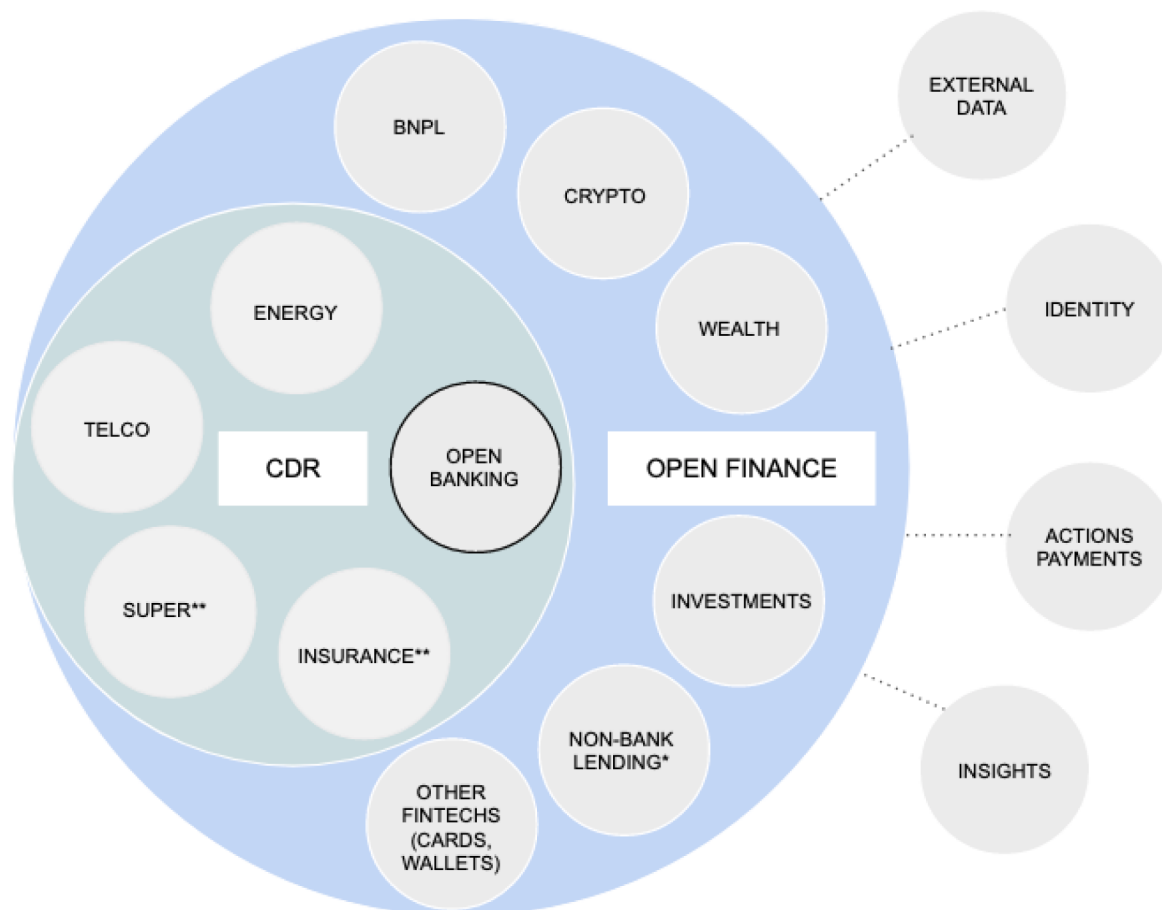 EXTERNAL
DATA
BNPL
CRYPTO
ENERGY
IDENTITY
WEALTH
TELCO
CDR
OPEN
BANKING
OPEN FINANCE
ACTIONS
PAYMENTS
SUPER**
INVESTMENTS
INSURANCE**
NON-BANK
LENDING*
INSIGHTS
OTHER
FINTECHS
(CARDS,
WALLETS)